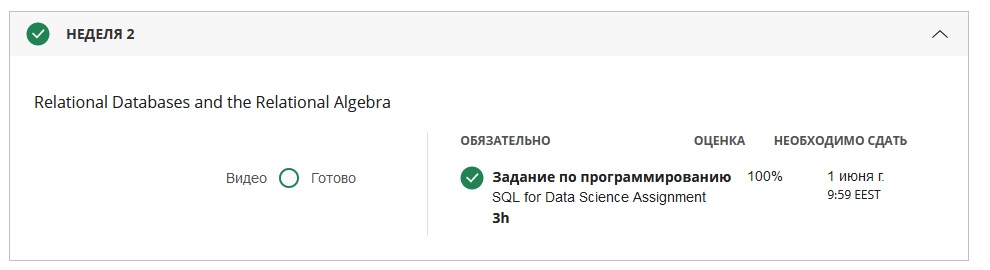 НЕДЕЛЯ 2
Relational Databases and the Relational Algebra
ОБЯЗАТЕЛЬНО ОЦЕНКА НЕОБХОДИМО СДАТЬ
Видео Готово
Задание по программированию 100% 1 июня г.
SQL for Data Science Assignment 9:59 EEST
3h